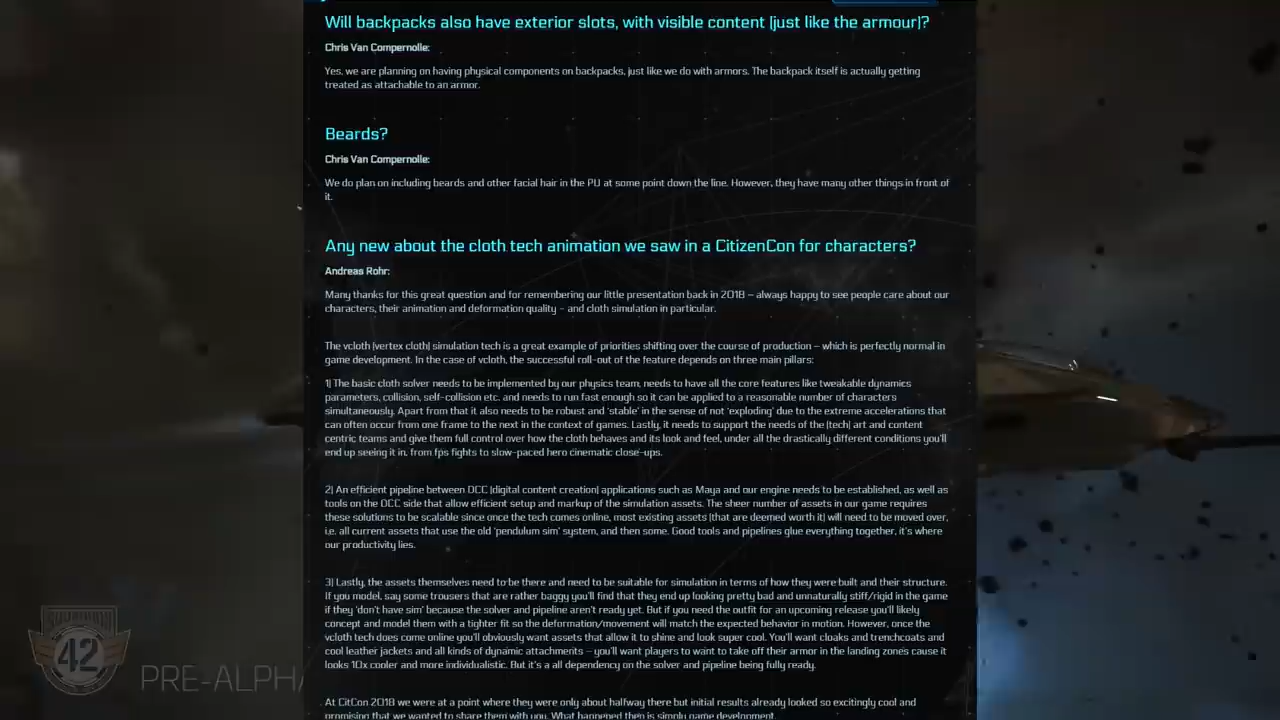 Will backpacks also have exterior slots, with visible content (just like the armour)?
Chris Van Compernolle:
Yes, we are planning on having physical components on backpacks, just like we do with armors. The backpack itself is actually getting
treated as attachable to an armor.
Beards?
Chris Van Compernolle:
We do plan on including beards and other facial hair in the PU at some point down the line. However, they have many other things in front of
it.
Any new about the cloth tech animation we saw in a CitizenCon for characters?
Andreas Rohr:
Many thanks for this great question and for remembering our little presentation back in 2018 – always happy to see people care about our
characters, their animation and deformation quality – and cloth simulation in particular.
The vcloth (vertex cloth) simulation tech is a great example of priorities shifting over the course of production – which is perfectly normal in
game development. In the case of vcloth, the successful roll-out of the feature depends on three main pillars:
1) The basic cloth solver needs to be implemented by our physics team, needs to have all the core features like tweakable dynamics
parameters, collision, self-collision etc. and needs to run fast enough so it can be applied to a reasonable number of characters
simultaneously. Apart from that it also needs to be robust and 'stable' in the sense of not 'exploding' due to the extreme accelerations that
can often occur from one frame to the next in the context of games. Lastly, it needs to support the needs of the (tech) art and content
centric teams and give them full control over how the cloth behaves and its look and feel, under all the drastically different conditions you'll
end up seeing it in, from fps fights to slow-paced hero cinematic close-ups.
2) An efficient pipeline between DCC (digital content creation) applications such as Maya and our engine needs to be established, as well as
tools on the DCC side that allow efficient setup and markup of the simulation assets. The sheer number of assets in our game requires
these solutions to be scalable since once the tech comes online, most existing assets (that are deemed worth it) will need to be moved over,
i.e. all current assets that use the old 'pendulum sim' system, and then some. Good tools and pipelines glue everything together, it's where
our productivity lies.
3) Lastly, the assets themselves need to be there and need to be suitable for simulation in terms of how they were built and their structure.
If you model, say some trousers that are rather baggy you'll find that they end up looking pretty bad and unnaturally stiff/rigid in the game
if they 'don't have sim' because the solver and pipeline aren't ready yet. But if you need the outfit for an upcoming release you'll likely
concept and model them with a tighter fit so the deformation/movement will match the expected behavior in motion. However, once the
vcloth tech does come online you'll obviously want assets that allow it to shine and look super cool. You'll want cloaks and trenchcoats and
cool leather jackets and all kinds of dynamic attachments – you'll want players to want to take off their armor in the landing zones cause it
looks 10x cooler and more individualistic. But it's a all dependency on the solver and pipeline being fully ready.
At CitCon 2018 we were at a point where they were only about halfway there but initial results already looked so excitingly cool and
promising that we wanted to share them with you. What happened then is simply game development.
42
PRE-ALPHA